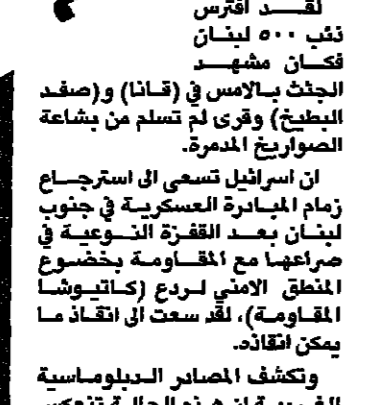 لقد افترس
ذئب ٥٠٠ لبنان
فكان مشهد
الجثث بالامس في (قانا) و(صفد
البطيخ) وقرى لم تسلم من بشاعة
الصواريخ المدمرة.
ان اسرائيل تسعى الى استرجاع
زمام المبادرة العسكرية في جنوب
لبنان بعد القفزة النوعية في
صراعها مع المقاومة بخضوع
المنطق الامني لردع (كاتيوشا
المقاومة)، لقد سعت الى انقاذ ما
يمكن انقاذه.
وتكشف المصادر الدبلوماسية